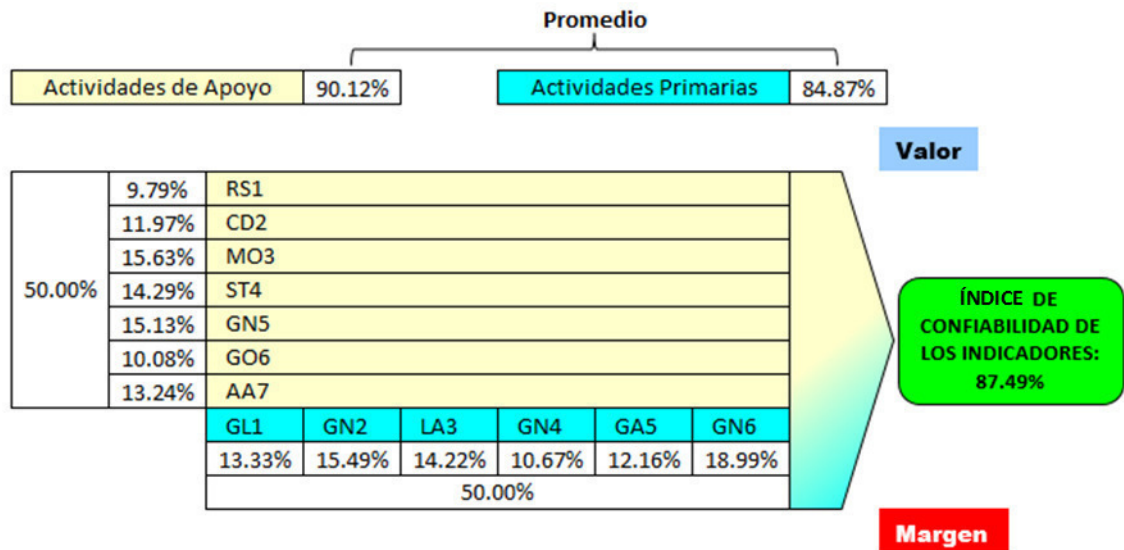 Promedio
Actividades de Apoyo 90.12% Actividades Primarias 84.87%
Valor
9.79% RS1
11.97% CD2
15.63% MO3
50.00% 14.29% ST4
15.13% GN5
10.08% GO6
13.24% AA7
ÍNDICE DE
CONFIABILIDAD DE
LOS INDICADORES:
87.49%
GL1 GN2 LA3 GN4 GA5 GN6
13.33% 15.49% 14.22% 10.67% 12.16% 18.99%
50.00%
Margen